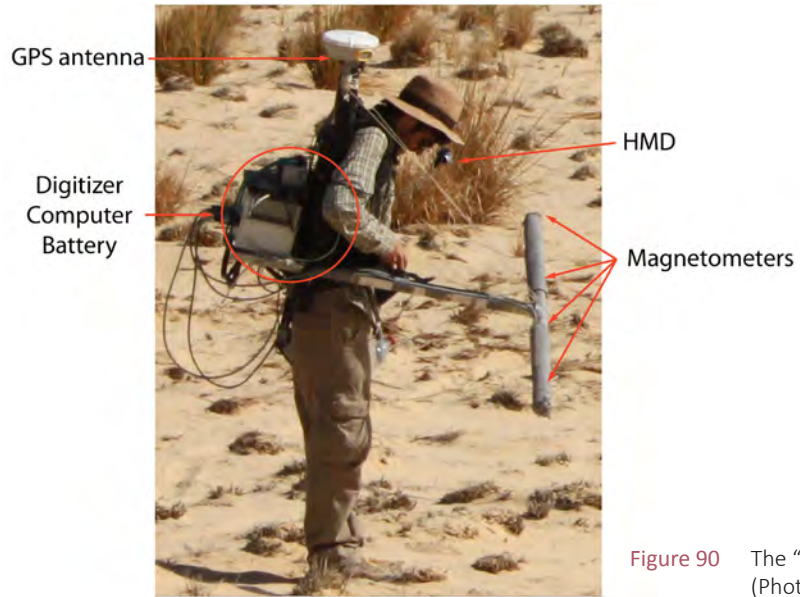 GPS antenna
HMD
Digitizer
Computer
Battery
Magnetometers
Figure 90 The “
(Phot